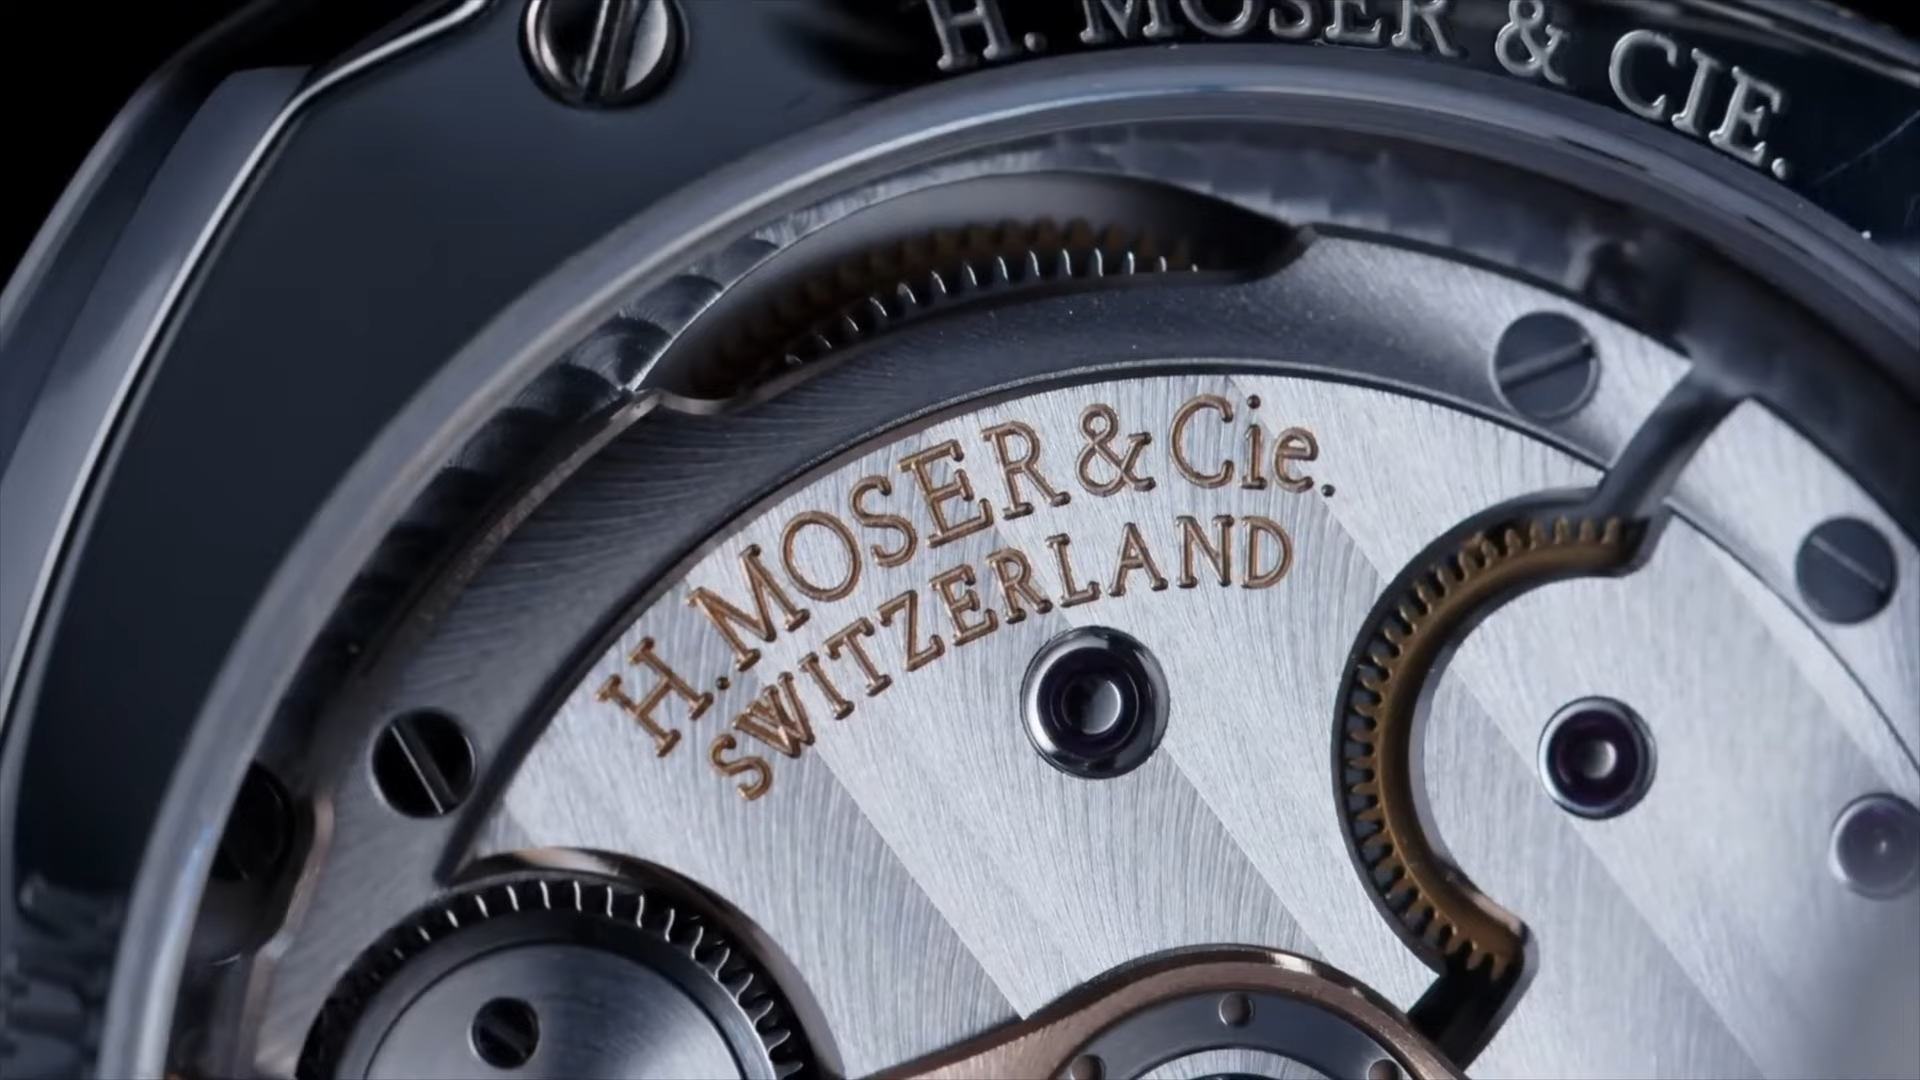 H. MOSER & CIE.
H. MOSER & Cie.
SWITZERLAND